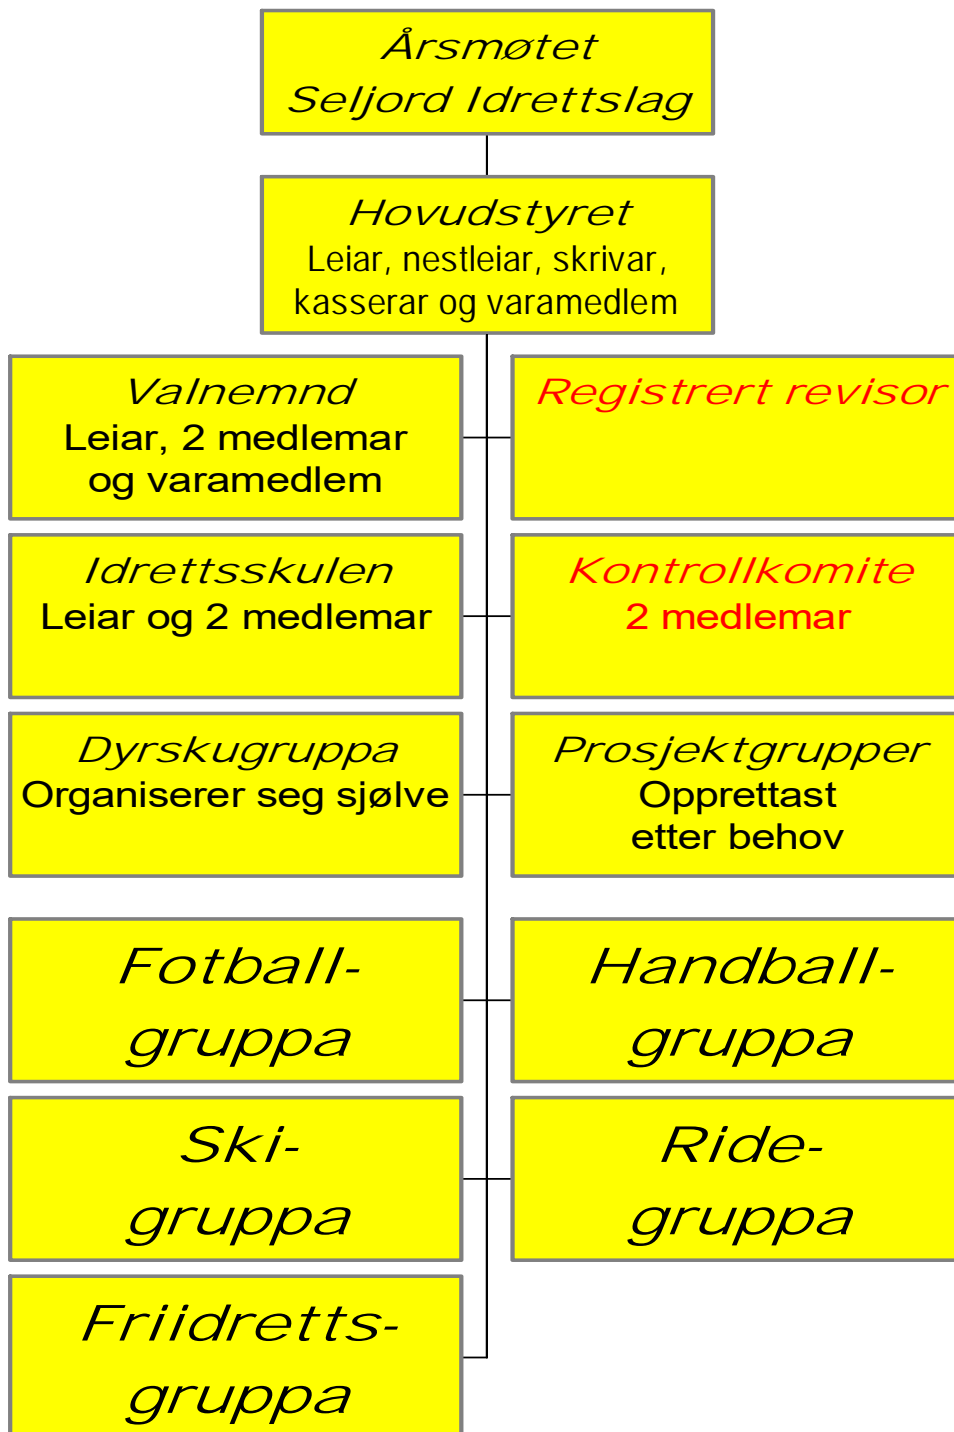 Årsmøtet
Seljord Idrettslag
Hovudstyret
Leiar, nestleiar, skrivar,
kasserar og varamedlem
Valnemnd
Leiar, 2 medlemar
og varamedlem
Registrert revisor
Idrettsskulen
Leiar og 2 medlemar
Kontrollkomite
2 medlemar
Dyrskugruppa
Organiserer seg sjølve
Prosjektgrupper
Opprettast
etter behov
Fotball-
gruppa
Handball-
gruppa
Ski-
gruppa
Ride-
gruppa
Friidretts-
gruppa